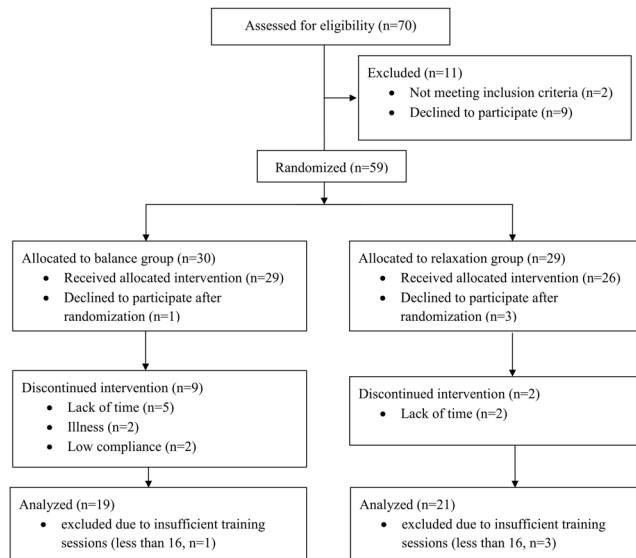 Assessed for eligibility (n=70)
Excluded (n=11)
• Not meeting inclusion criteria (n=2)
• Declined to participate (n=9)
Randomized (n=59)
Allocated to balance group (n=30)
• Received allocated intervention (n=29)
• Declined to participate after
randomization (n=1)
Allocated to relaxation group (n=29)
• Received allocated intervention (n=26)
• Declined to participate after
randomization (n=3)
Discontinued intervention (n=9)
• Lack of time (n=5)
• Illness (n=2)
• Low compliance (n=2)
Discontinued intervention (n=2)
• Lack of time (n=2)
Analyzed (n=19)
• excluded due to insufficient training
sessions (less than 16, n=1)
Analyzed (n=21)
• excluded due to insufficient training
sessions (less than 16, n=3)